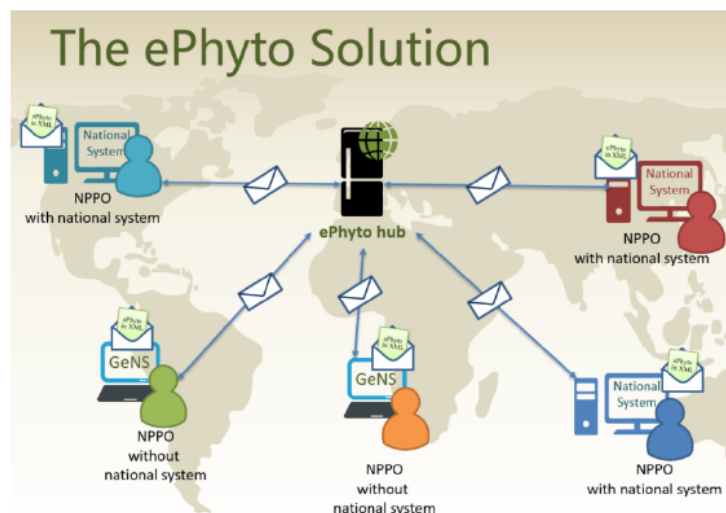 The ePhyto Solution
ePhyto
in XML
National
System
NPPO
with national system
ePhyto hub
ePhyto
in XML
National
System
NPPO
with national system
ePhyto
in XML
GeNS
NPPO
without
national system
ePhyto
in XML
GeNS
NPPO
without
national system
ePhyto
in XML
National
System
NPPO
with national system